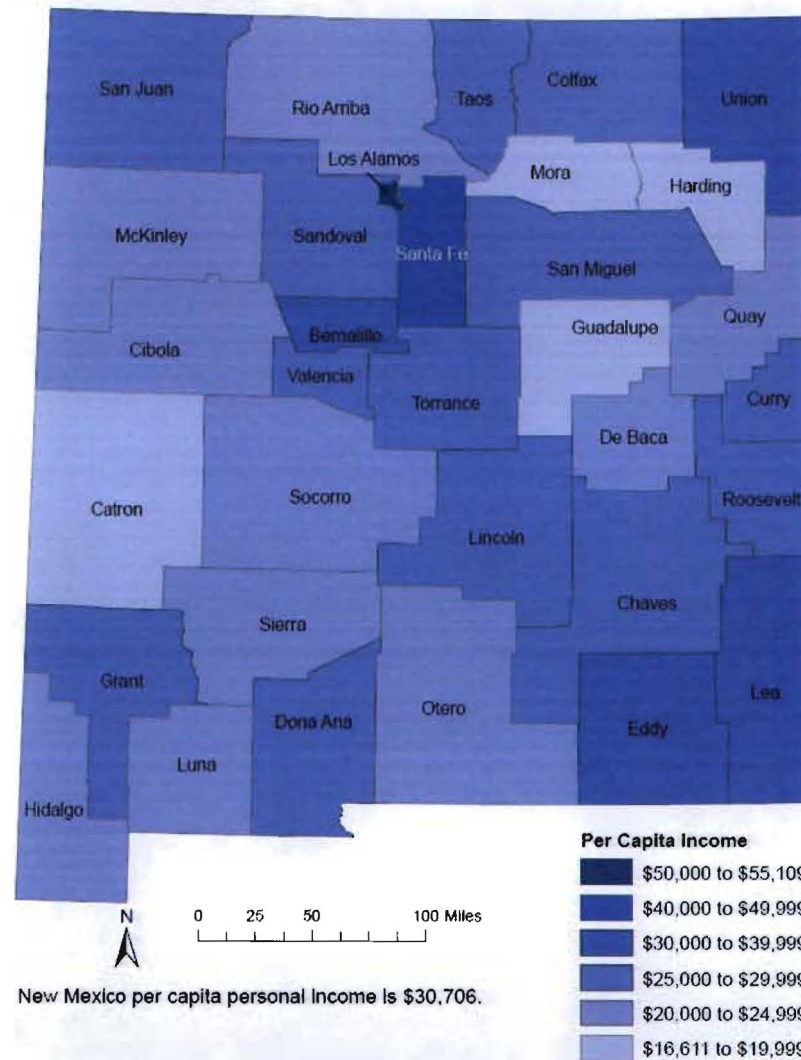 San Juan
Rio Arriba
Taos
Colfax
Union
Los Alamos
Mora
Harding
McKinley
Sandoval
Santa Fe
San Miguel
Bernalillo
Guadalupe
Quay
Cibola
Valencia
Torrance
Curry
De Baca
Catron
Socorro
Lincoln
Roosevelt
Chaves
Sierra
Grant
Dona Ana
Otero
Eddy
Lea
Luna
Hidalgo
N
0 25 50 100 Miles
New Mexico per capita personal Income Is $30,706.
Per Capita Income
$50,000 to $55,109
$40,000 to $49,999
$30,000 to $39,999
$25,000 to $29,999
$20,000 to $24,999
$16,611 to $19,999